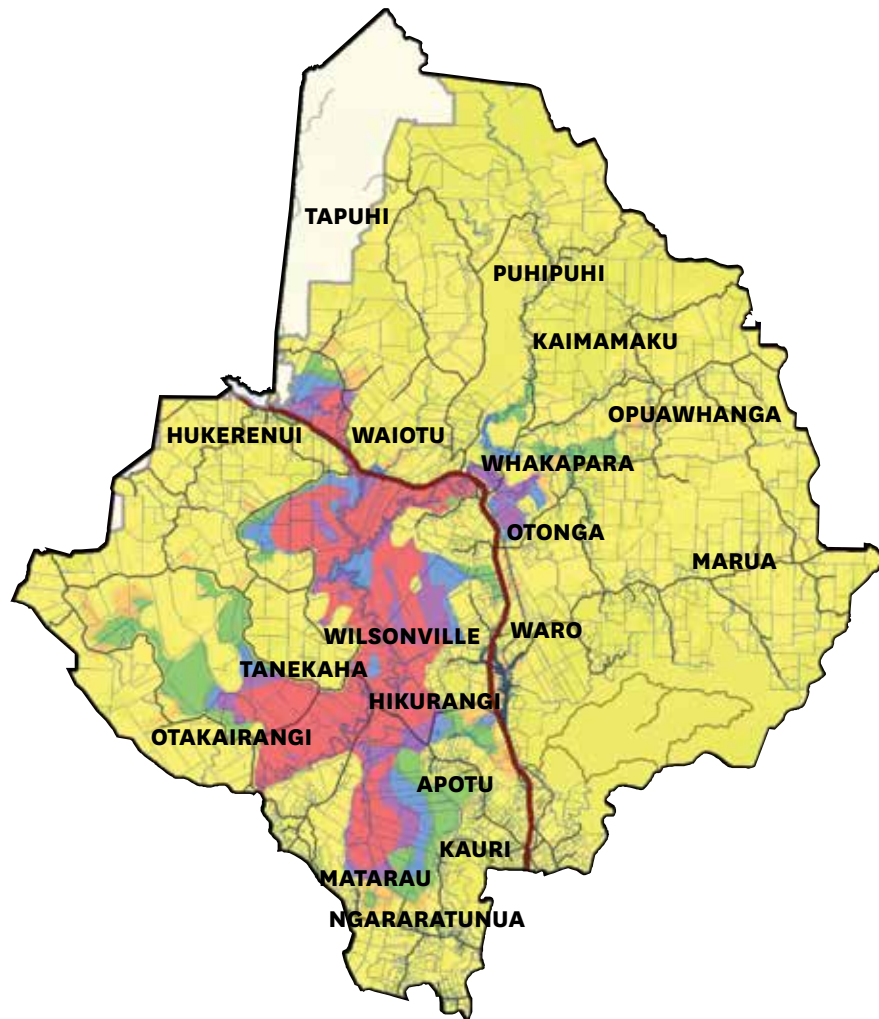 TAPUHI
PUHIPUHI
KAIMAMAKU
OPUAWHANGA
HUKERENUI
WAIOTU
WHAKAPARA
OTONGA
MARUA
WILSONVILLE
WARO
TANEKAHA
HIKURANGI
OTAKAIRANGI
APOTU
KAURI
MATARAU
NGARARATUNUA